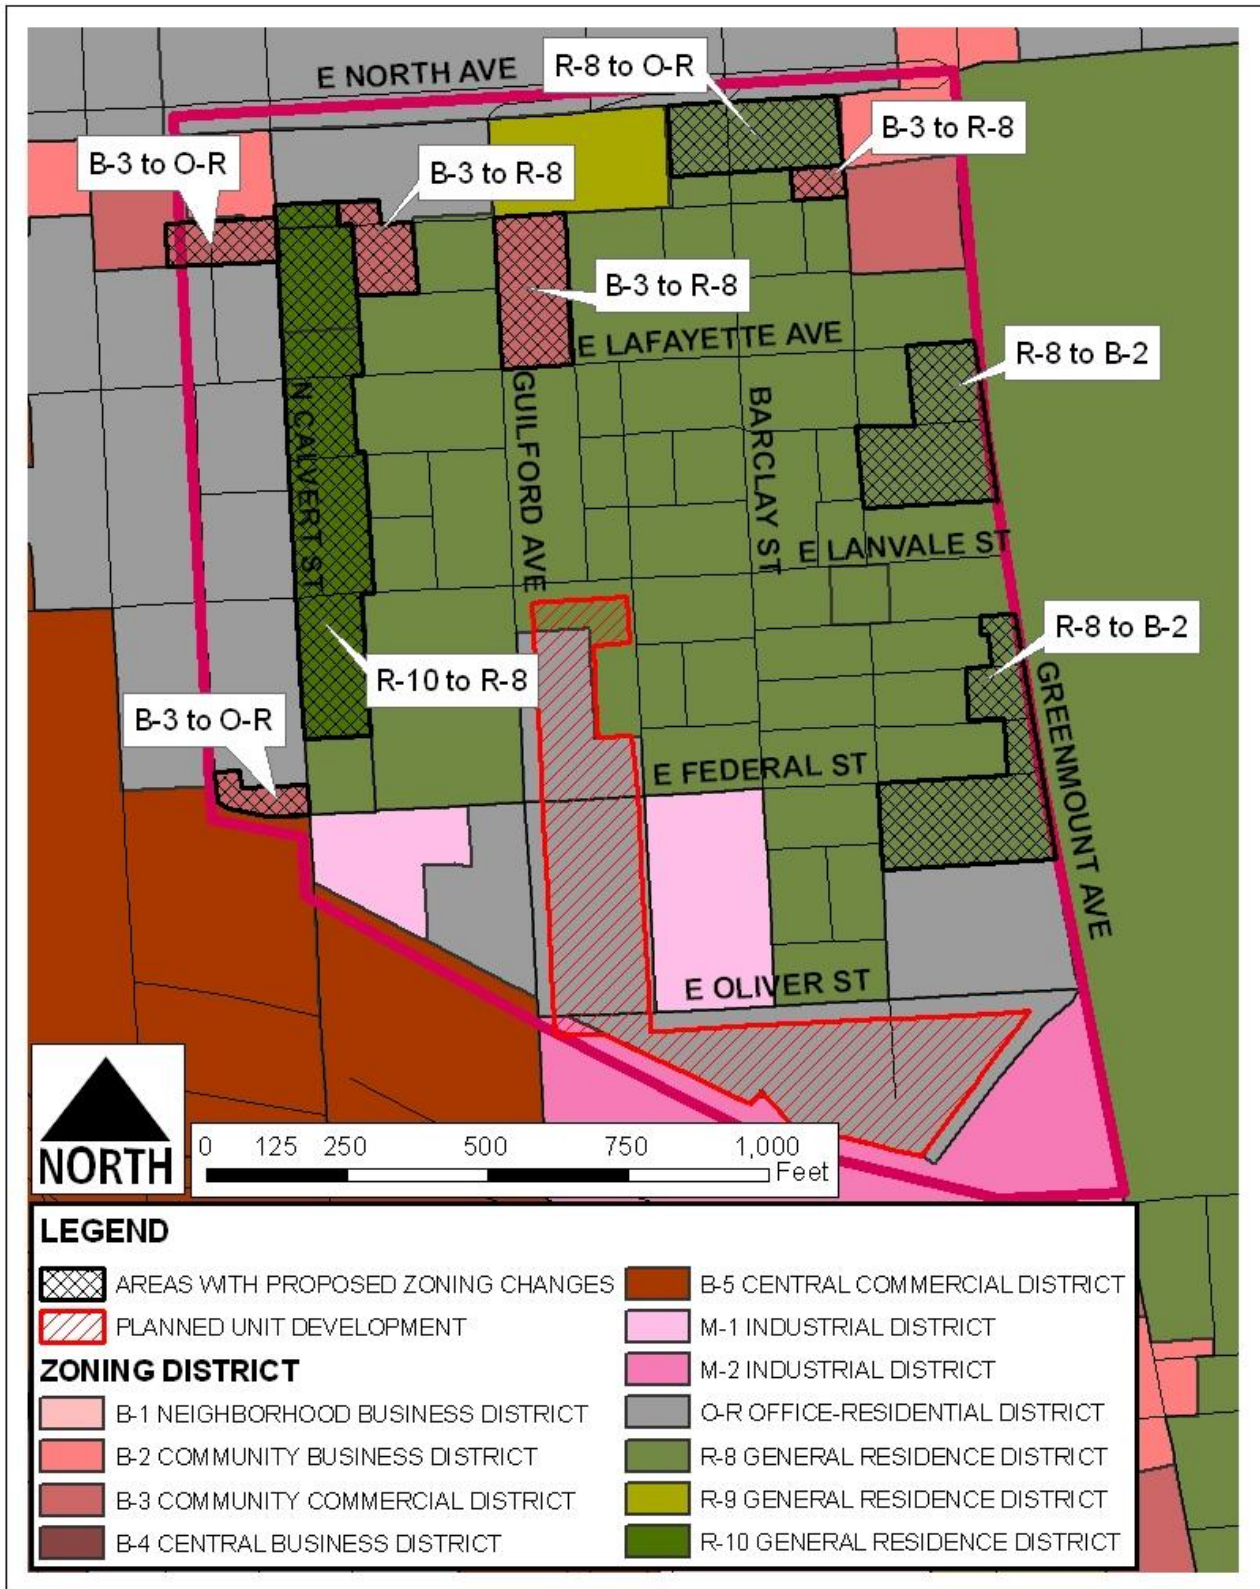 E NORTH AVE
R-8 to O-R
B-3 to R-8
B-3 to O-R
B-3 to R-8
B-3 to R-8
E LAFAYETTE AVE
R-8 to B-2
N CALVERT ST
GUILFORD AVE
BARCLAY ST
E LANVALE ST
R-8 to B-2
R-10 to R-8
B-3 to O-R
GREENMOUNT AVE
E FEDERAL ST
E OLIVER ST
NORTH
0 125 250 500 750 1,000
Feet
LEGEND
AREAS WITH PROPOSED ZONING CHANGES
PLANNED UNIT DEVELOPMENT
ZONING DISTRICT
B-1 NEIGHBORHOOD BUSINESS DISTRICT
B-2 COMMUNITY BUSINESS DISTRICT
B-3 COMMUNITY COMMERCIAL DISTRICT
B-4 CENTRAL BUSINESS DISTRICT
B-5 CENTRAL COMMERCIAL DISTRICT
M-1 INDUSTRIAL DISTRICT
M-2 INDUSTRIAL DISTRICT
O-R OFFICE-RESIDENTIAL DISTRICT
R-8 GENERAL RESIDENCE DISTRICT
R-9 GENERAL RESIDENCE DISTRICT
R-10 GENERAL RESIDENCE DISTRICT